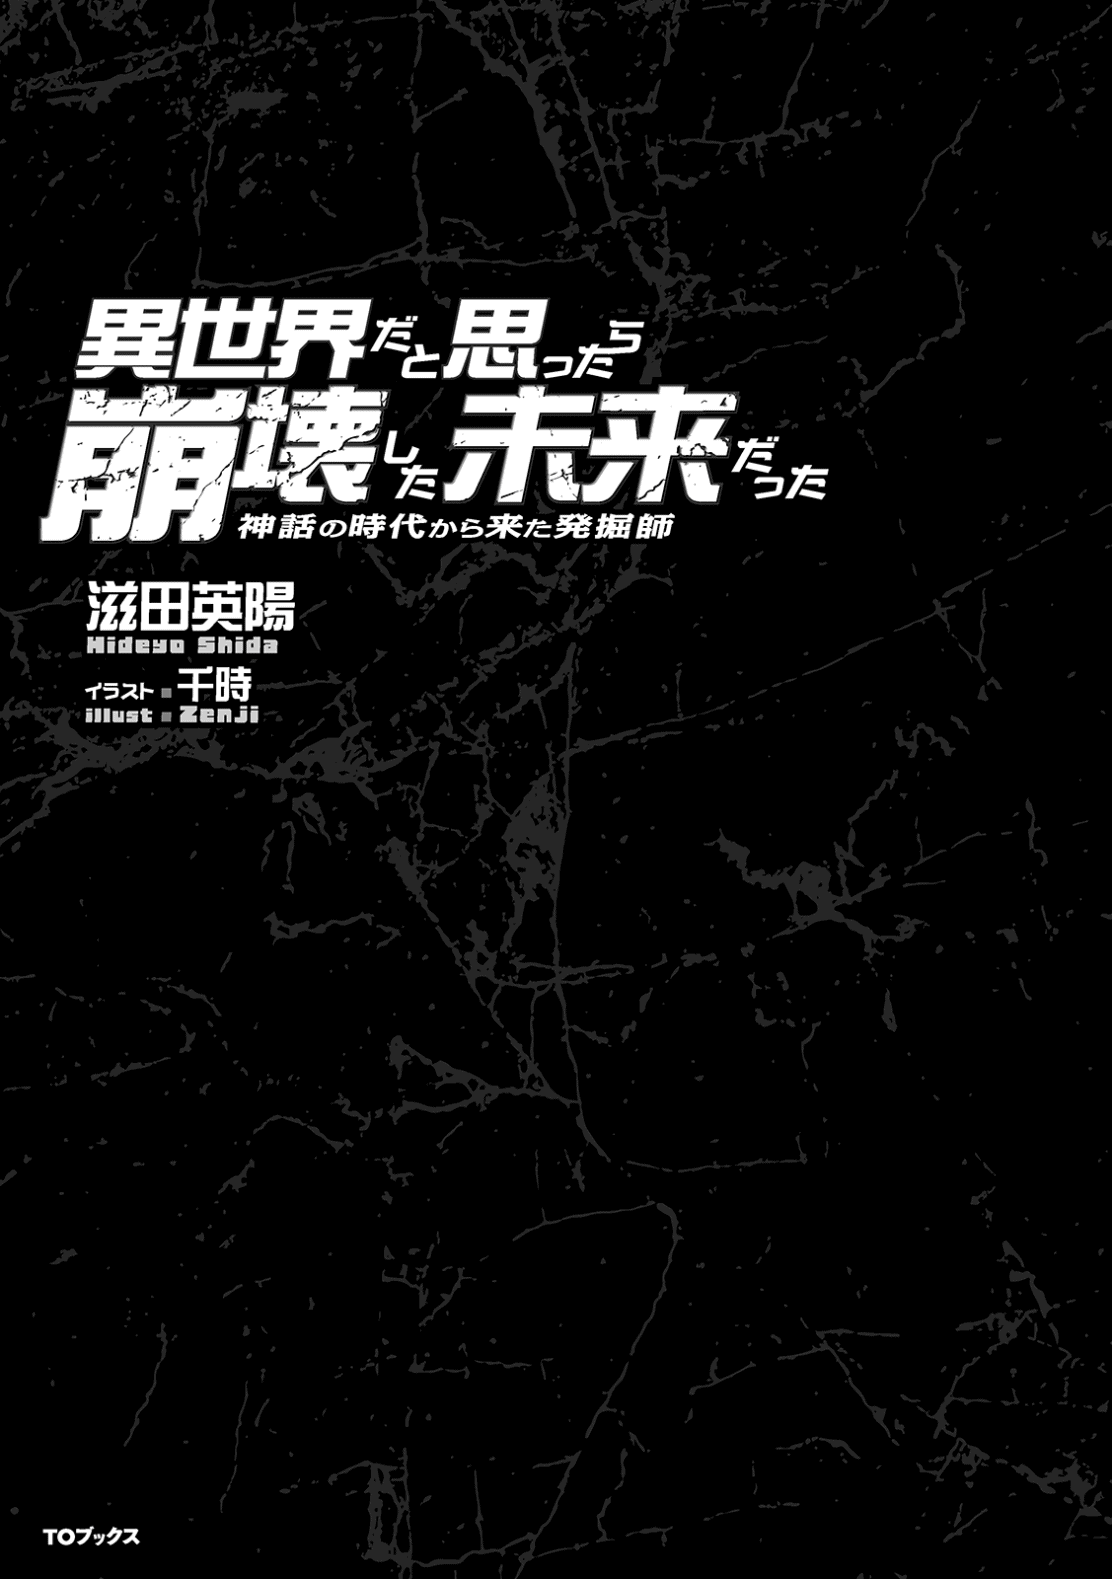 異世界だと思ったら
崩壊した未来だった
神話の時代から来た発掘師
滋田英陽
Hideyo Shida
イラスト■千時
illust■Zenji
TOブックス